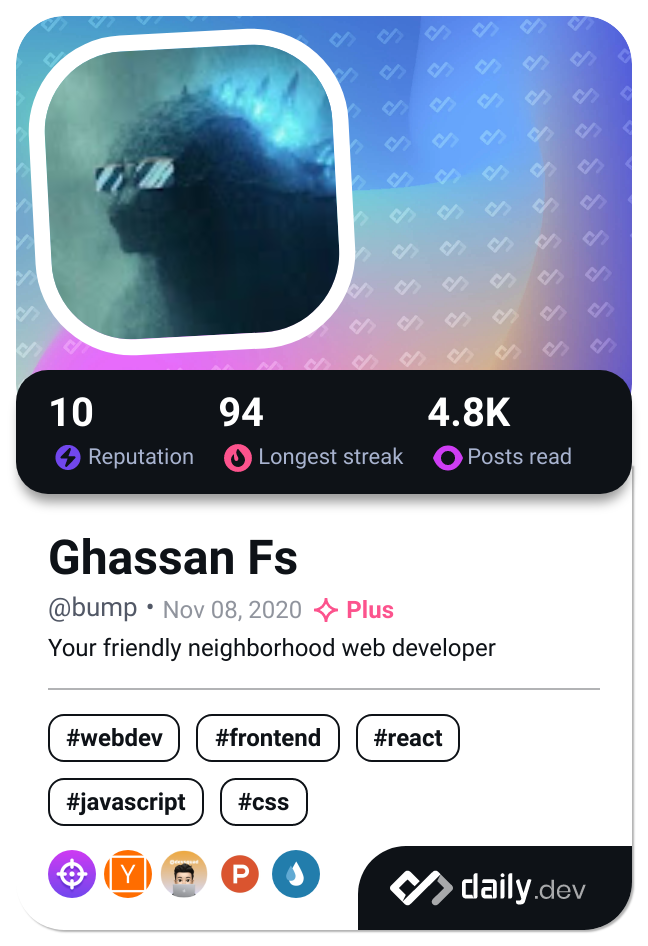 10 94 4.8K
Reputation Longest streak Posts read
Ghassan Fs
@bump • Nov 08, 2020 Plus
Your friendly neighborhood web developer
#webdev #frontend #react
#javascript #css
Y P daily.dev